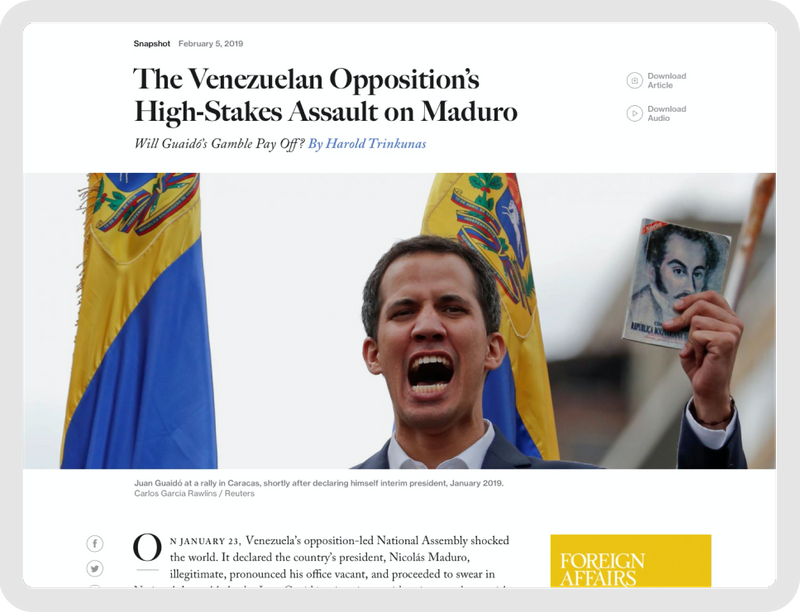 Snapshot February 5, 2019
The Venezuelan Opposition's
High-Stakes Assault on Maduro
Will Guaidó's Gamble Pay Off? By Harold Trinkunas
Download
Article
Download
Audio
REPÚBLICA
Juan Guaidó at a rally in Caracas, shortly after declaring himself interim president, January 2019.
Carlos Garcia Rawlins / Reuters
ON JANUARY 23, Venezuela's opposition-led National Assembly shocked
the world. It declared the country's president, Nicolás Maduro,
illegitimate, pronounced his office vacant, and proceeded to swear in
FOREIGN
AFFAIRS